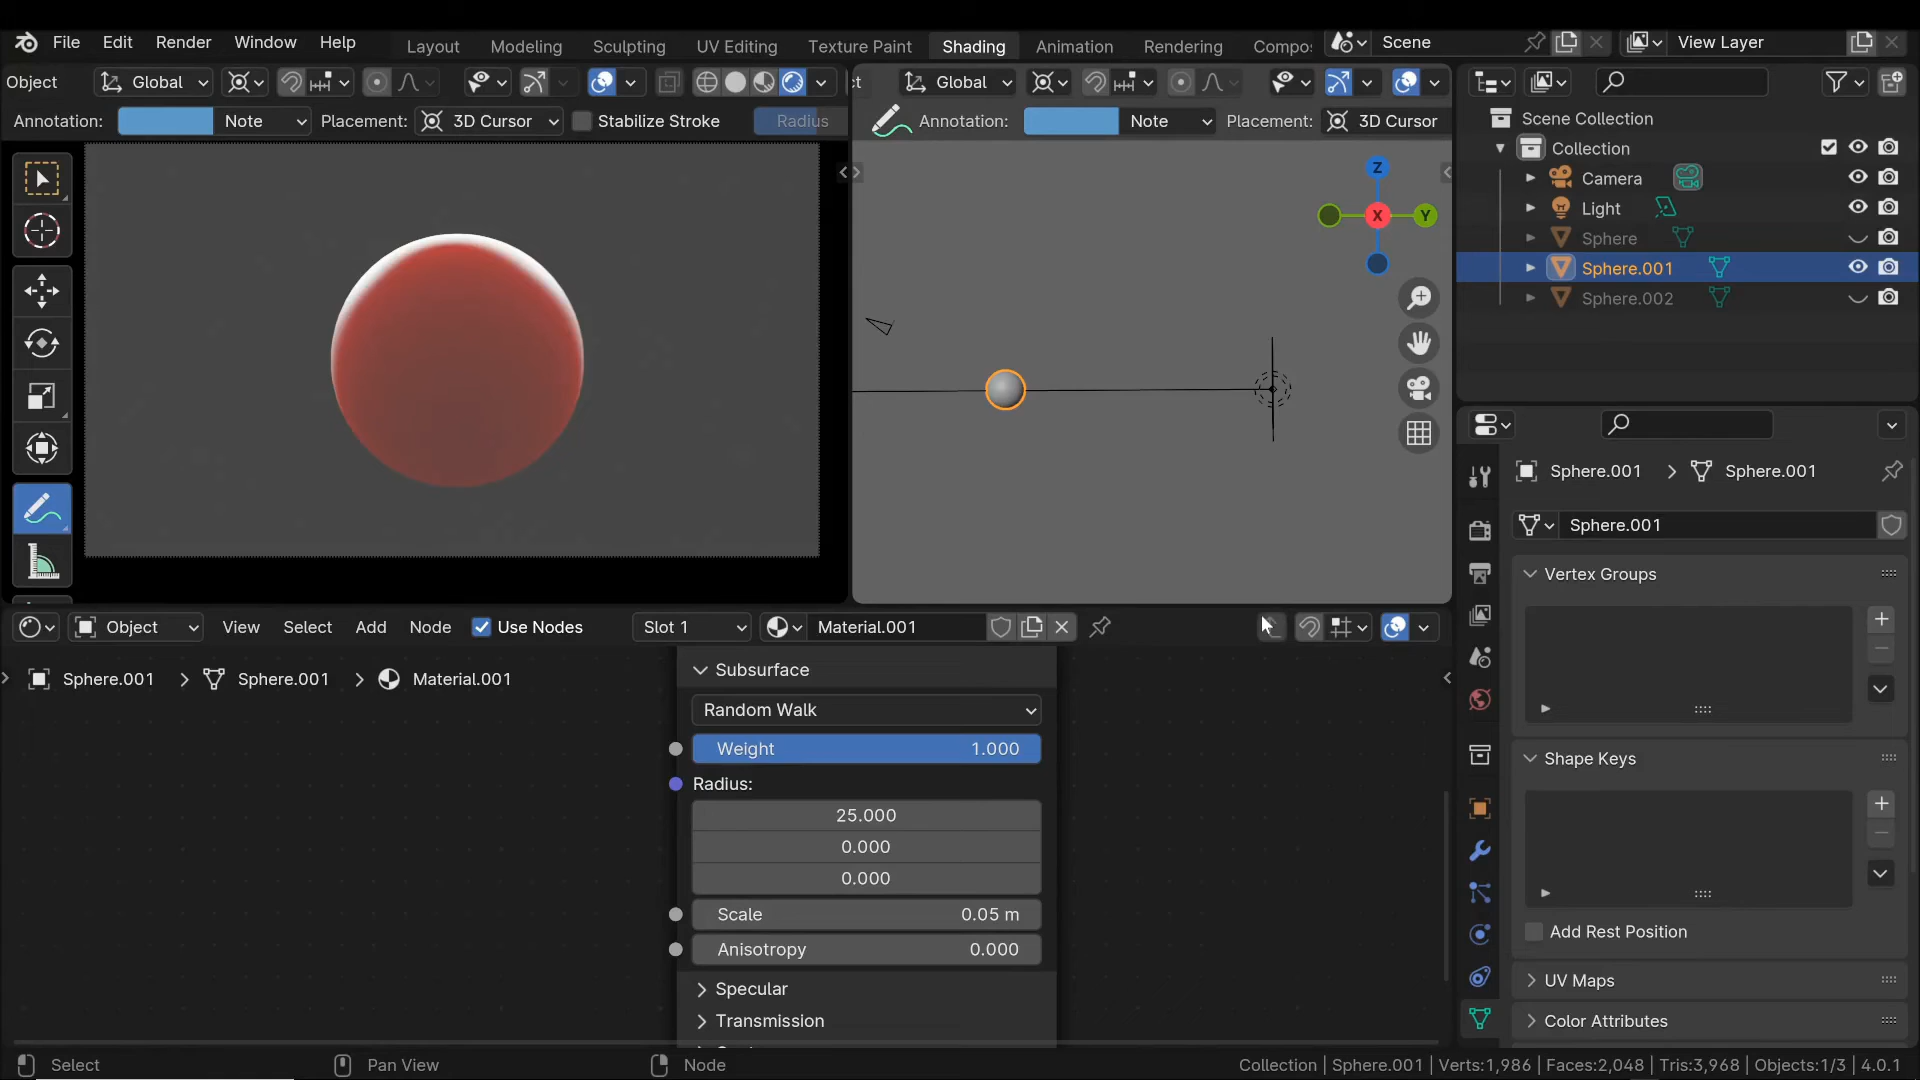 File Edit Render Window Help Layout Modeling Sculpting UV Editing Texture Paint Shading Animation Rendering Compo Scene View Layer
Object Global ct Global
Annotation: Note Placement: 3D Cursor Stabilize Stroke Radius Annotation: Note Placement: 3D Cursor
Z
X
Y
Scene Collection
Collection
Camera
Light
Sphere
Sphere.001
Sphere.002
Sphere.001 Sphere.001
Sphere.001
Vertex Groups
Shape Keys
Add Rest Position
UV Maps
Color Attributes
Object View Select Add Node Use Nodes Slot 1 Material.001
Sphere.001 Sphere.001 Material.001
Subsurface
Random Walk
Weight 1.000
Radius:
25.000
0.000
0.000
Scale 0.05 m
Anisotropy 0.000
Specular
Transmission
Select Pan View Node Collection | Sphere.001 | Verts:1,986 | Faces:2,048 | Tris:3,968 | Objects:1/3 | 4.0.1